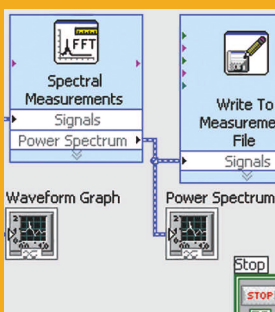 FFT
Spectral
Measurements
Signals
Power Spectrum
Write To
Measureme
File
Signals
Waveform Graph
Power Spectrum
Stop
STOP